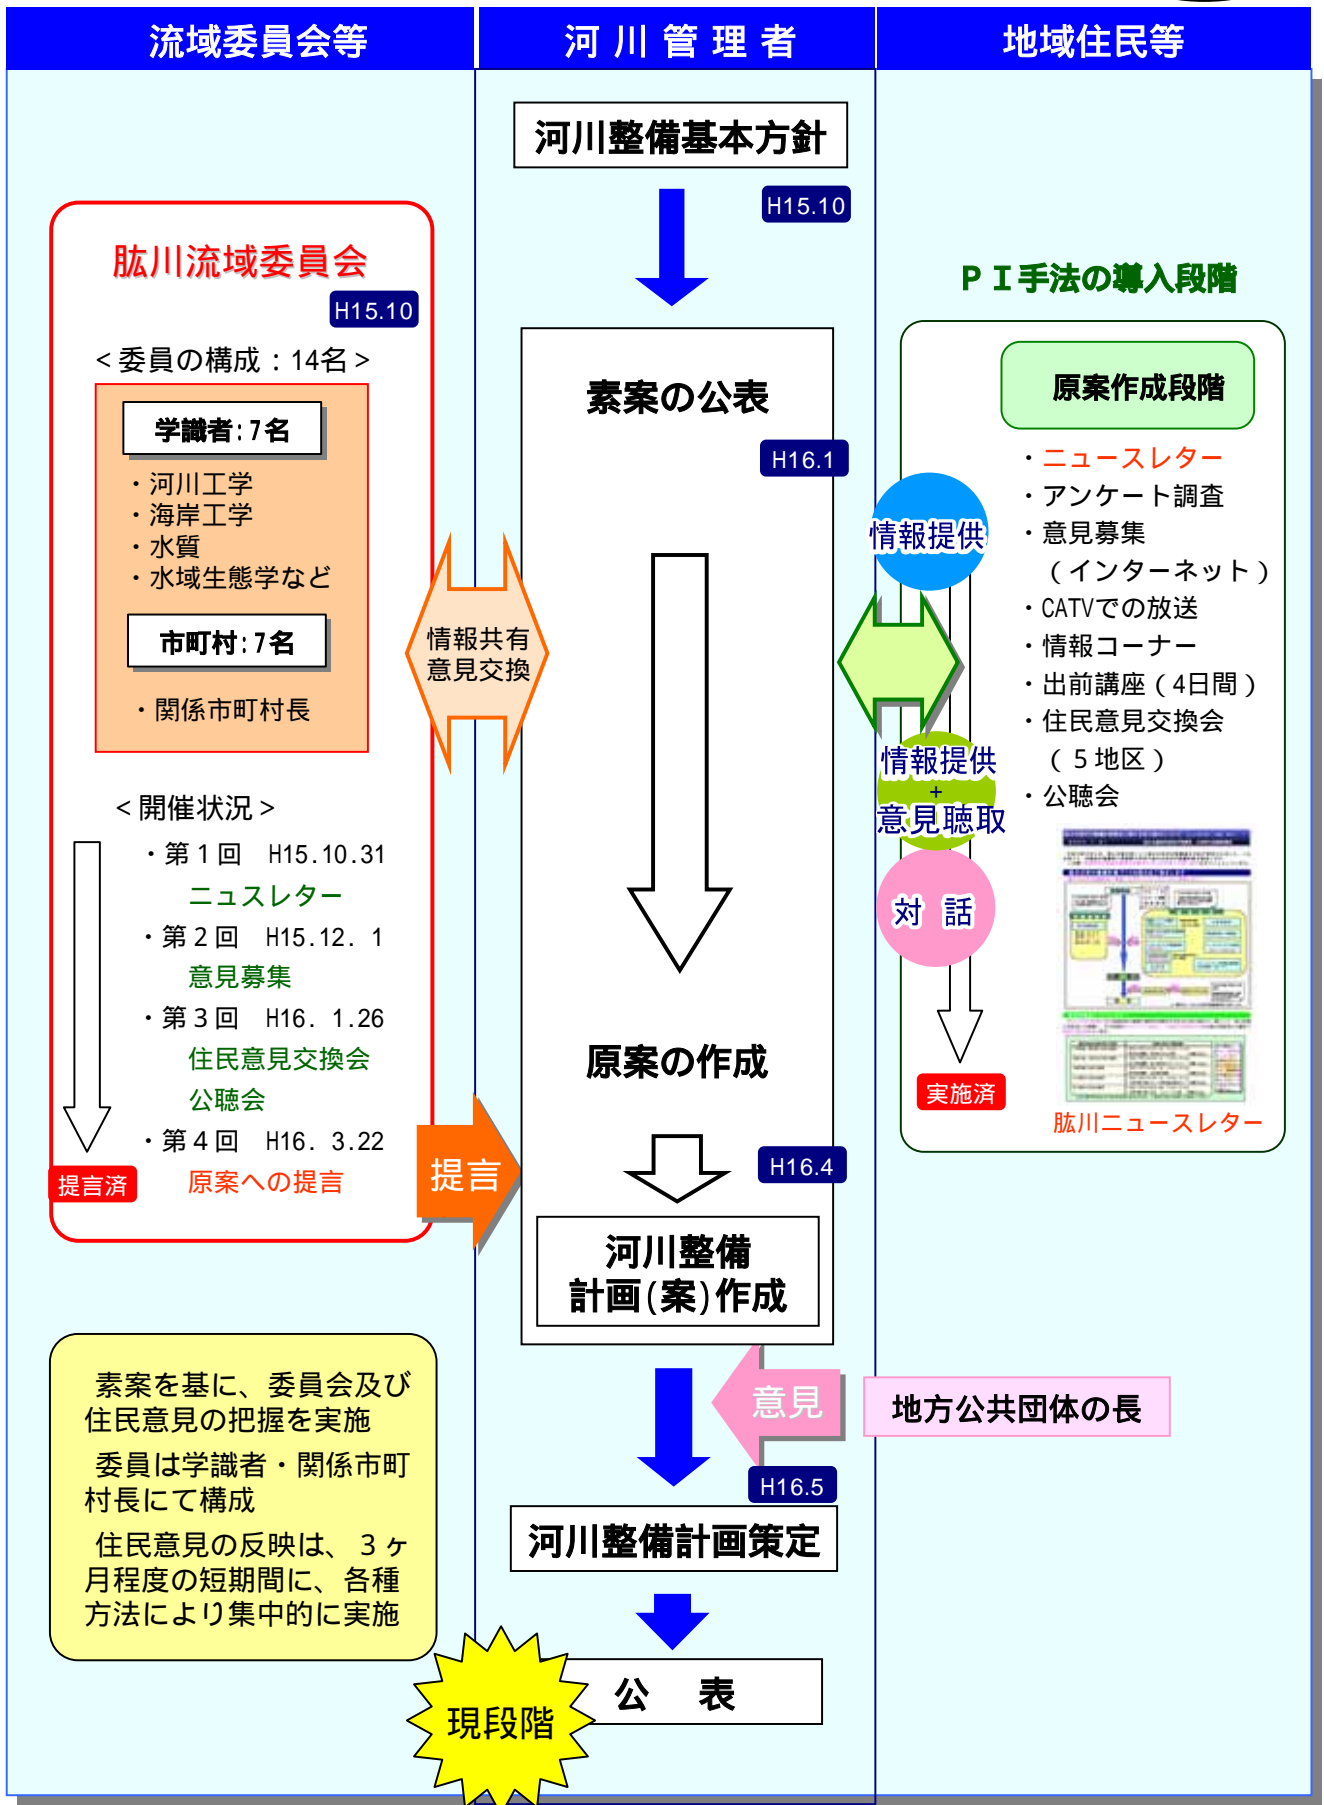 流域委員会等
河川管理者
地域住民等
河川整備基本方針
H15.10
肱川流域委員会
H15.10
＜委員の構成：14名＞
学識者:7名
・河川工学
・海岸工学
・水質
・水域生態学など
市町村:7名
・関係市町村長
＜開催状況＞
・第１回 H15.10.31
ニュスレター
・第２回 H15.12. 1
意見募集
・第３回 H16. 1.26
住民意見交換会
公聴会
・第４回 H16. 3.22
原案への提言
提言済
情報共有
意見交換
提言
素案の公表
H16.1
原案の作成
H16.4
河川整備
計画(案)作成
意見
地方公共団体の長
H16.5
河川整備計画策定
公 表
現段階
ＰＩ手法の導入段階
原案作成段階
・ニュースレター
・アンケート調査
・意見募集
（インターネット）
・CATVでの放送
・情報コーナー
・出前講座（4日間）
・住民意見交換会
（５地区）
・公聴会
情報提供
情報提供
+
意見聴取
対 話
実施済
肱川ニュースレター
素案を基に、委員会及び
住民意見の把握を実施
委員は学識者・関係市町
村長にて構成
住民意見の反映は、３ヶ
月程度の短期間に、各種
方法により集中的に実施